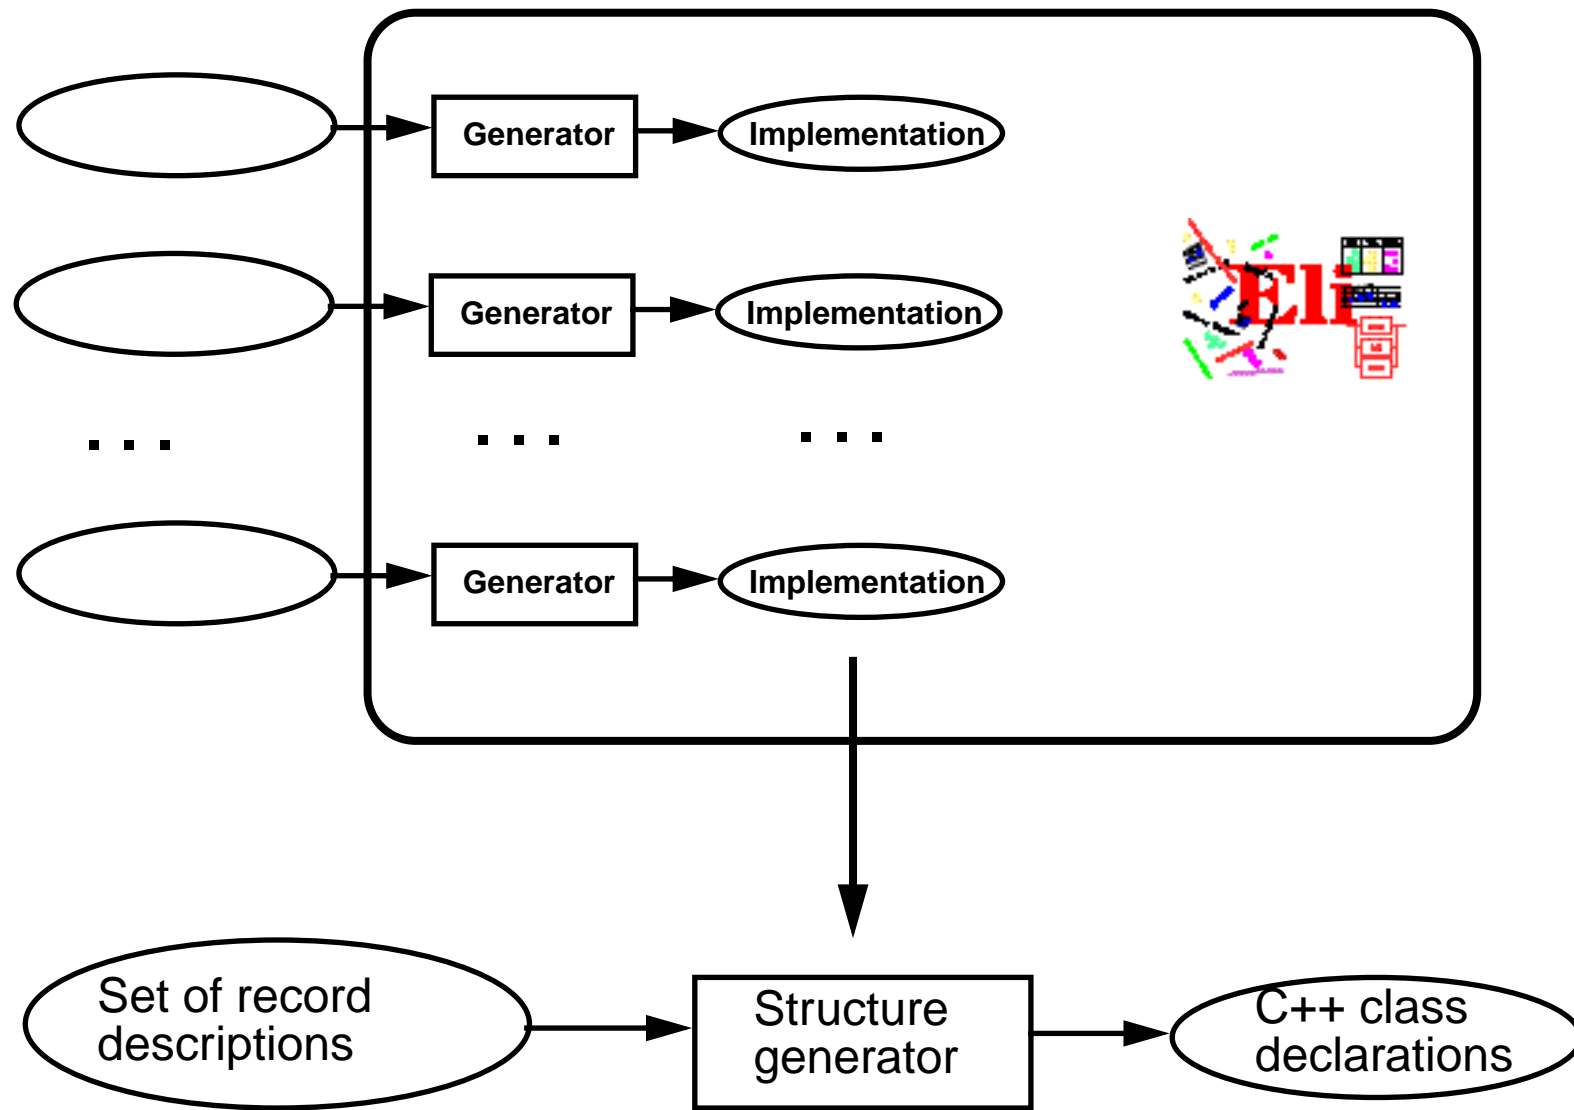 Generator
Implementation
Eli
Generator
Implementation
. . .
. . .
. . .
Generator
Implementation
Set of record
descriptions
Structure
generator
C++ class
declarations